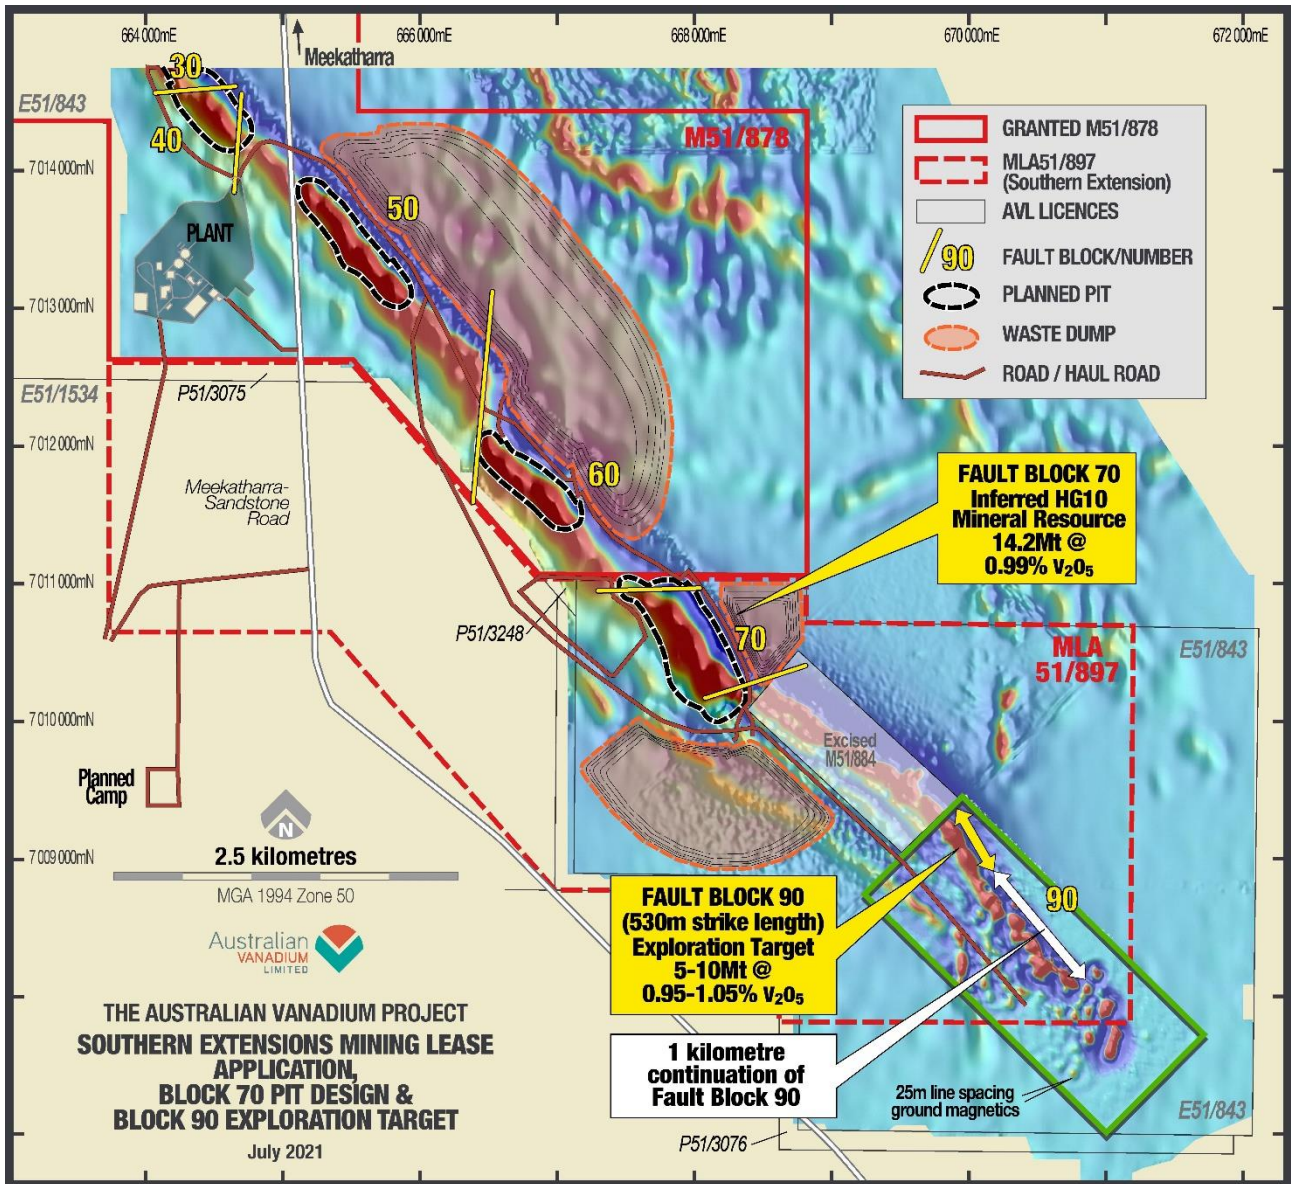 664 000mE
666 000mE
668 000mE
670 000mE
672 000mE
Meekatharra
30
E51/843
40
M51/878
GRANTED M51/878
MLA51/897
(Southern Extension)
AVL LICENCES
90
FAULT BLOCK/NUMBER
PLANNED PIT
WASTE DUMP
ROAD / HAUL ROAD
7 014 000mN
50
PLANT
7 013 000mN
E51/1534
P51/3075
7 012 000mN
Meekatharra-
Sandstone
Road
60
FAULT BLOCK 70
Inferred HG10
Mineral Resource
14.2Mt @
0.99% V₂O₅
7 011 000mN
P51/3248
70
MLA
51/897
E51/843
7 010 000mN
Excised
M51/884
Planned
Camp
N
2.5 kilometres
MGA 1994 Zone 50
7 009 000mN
FAULT BLOCK 90
(530m strike length)
Exploration Target
5-10Mt @
0.95-1.05% V₂O₅
90
Australian
VANADIUM
LIMITED
THE AUSTRALIAN VANADIUM PROJECT
SOUTHERN EXTENSIONS MINING LEASE
APPLICATION,
BLOCK 70 PIT DESIGN &
BLOCK 90 EXPLORATION TARGET
July 2021
1 kilometre
continuation of
Fault Block 90
25m line spacing
ground magnetics
E51/843
P51/3076